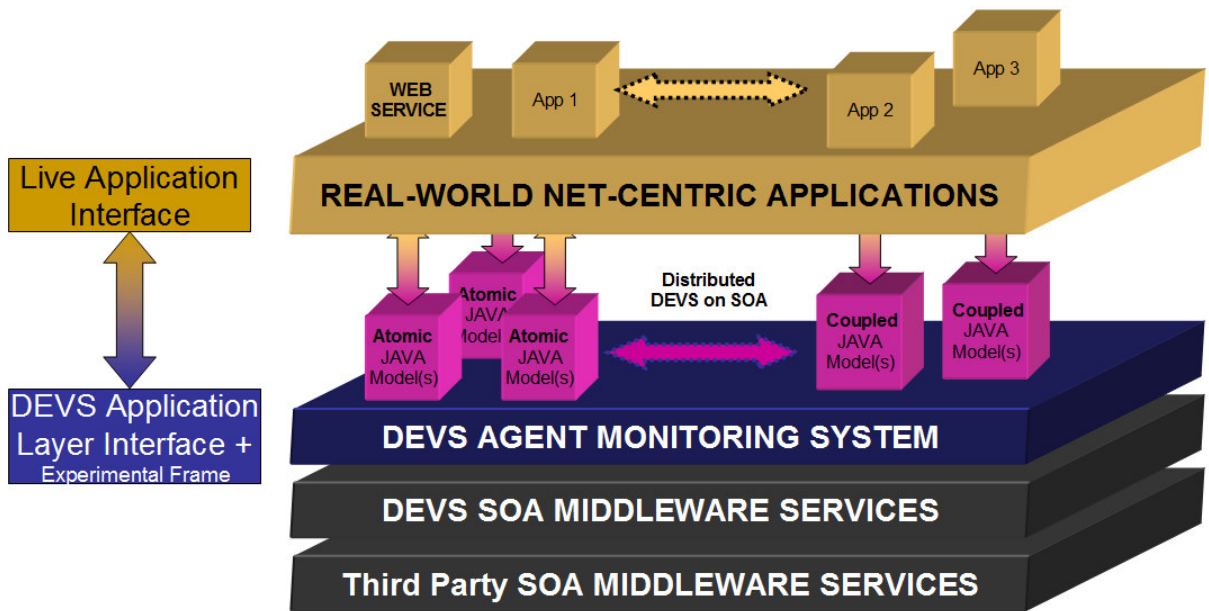 WEB
SERVICE
App 1
App 2
App 3
REAL-WORLD NET-CENTRIC APPLICATIONS
Live Application
Interface
DEVS Application
Layer Interface +
Experimental Frame
Atomic
JAVA
Model(s)
Atomic
JAVA
Model(s)
Atomic
JAVA
Model(s)
Distributed
DEVS on SOA
Coupled
JAVA
Model(s)
Coupled
JAVA
Model(s)
DEVS AGENT MONITORING SYSTEM
DEVS SOA MIDDLEWARE SERVICES
Third Party SOA MIDDLEWARE SERVICES